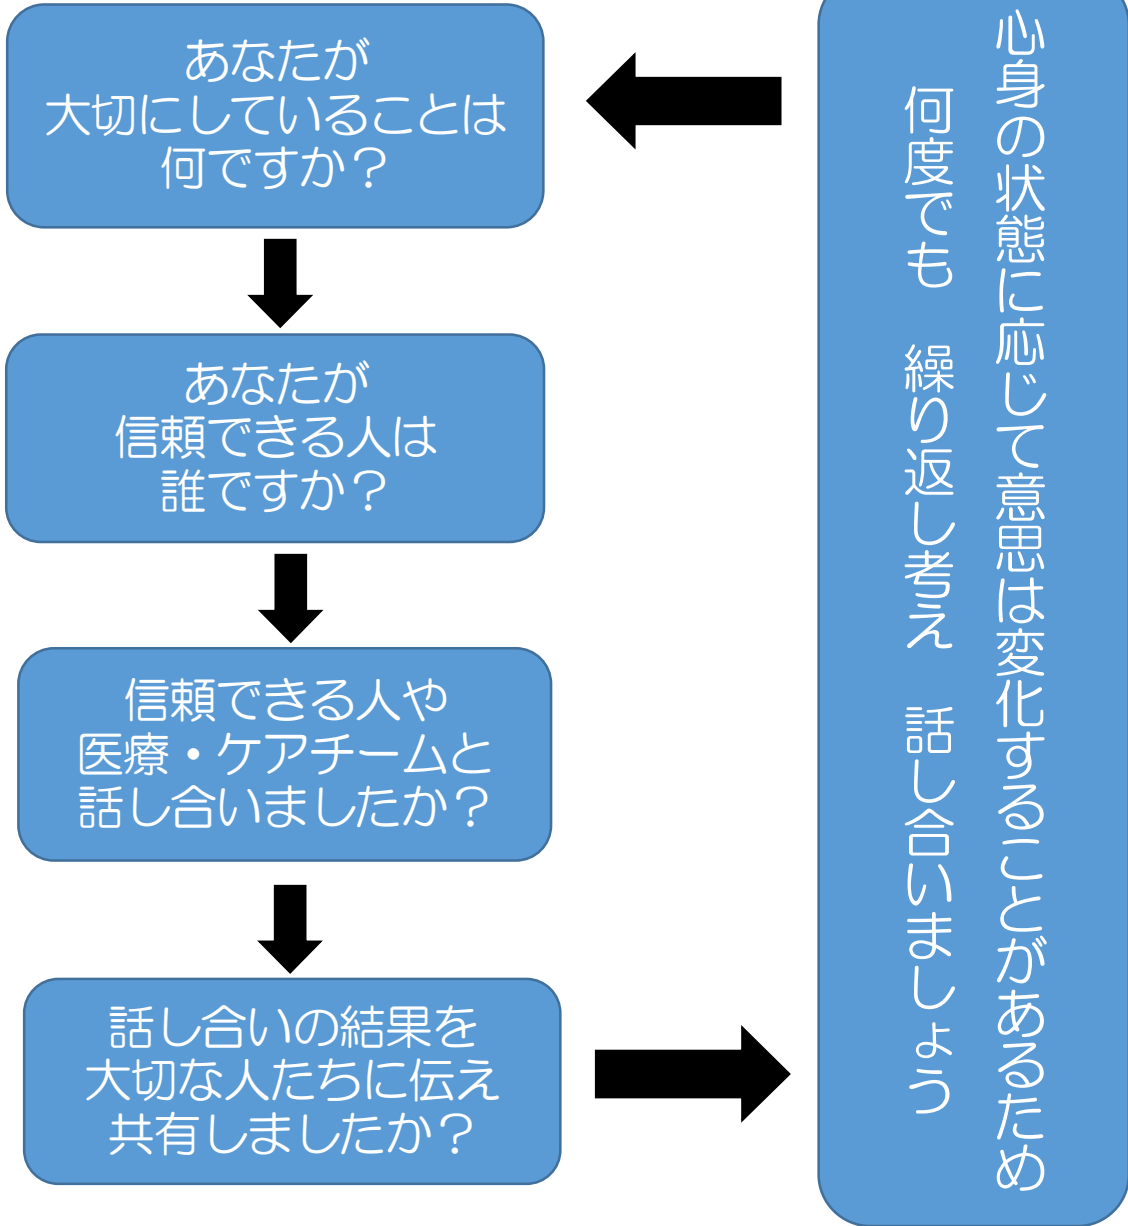 あなたが
大切にしていることは
何ですか？
あなたが
信頼できる人は
誰ですか？
信頼できる人や
医療・ケアチームと
話し合いましたか？
話し合いの結果を
大切な人たちに伝え
共有しましたか？
心身の状態に応じて意思は変化することがあるため
何度でも　繰り返し考え　話し合いましょう